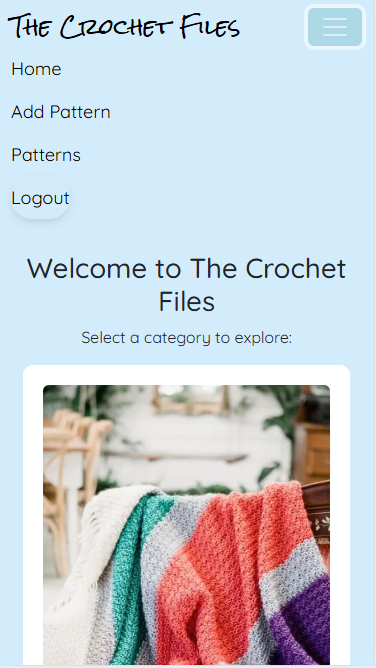 The Crochet Files
Home
Add Pattern
Patterns
Logout
Welcome to The Crochet
Files
Select a category to explore: